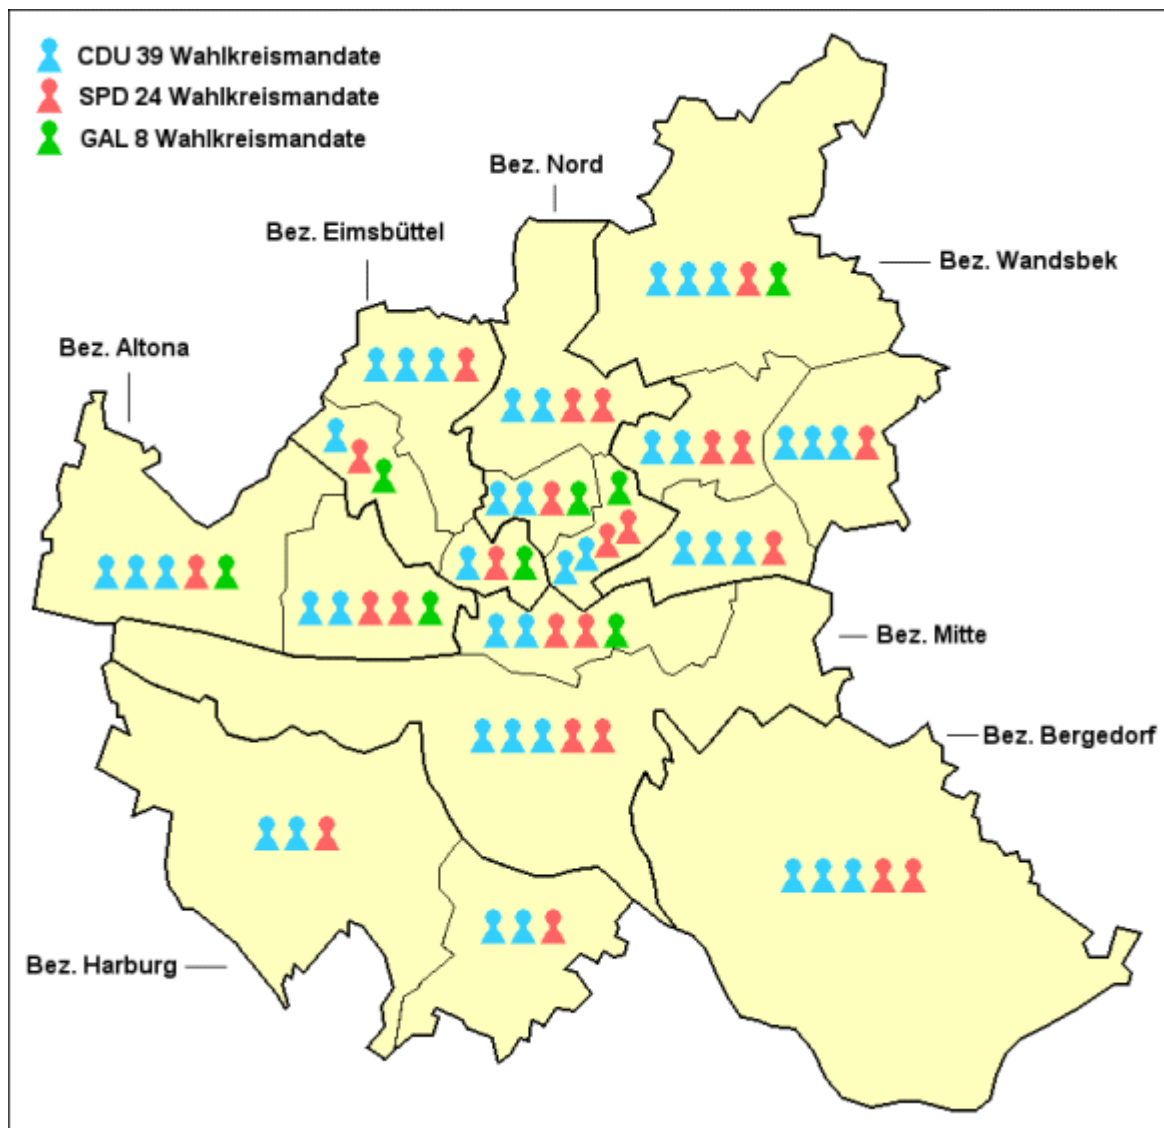 CDU 39 Wahlkreismandate
SPD 24 Wahlkreismandate
GAL 8 Wahlkreismandate
Bez. Nord
Bez. Eimsbüttel
Bez. Wandsbek
Bez. Altona
Bez. Mitte
Bez. Bergedorf
Bez. Harburg